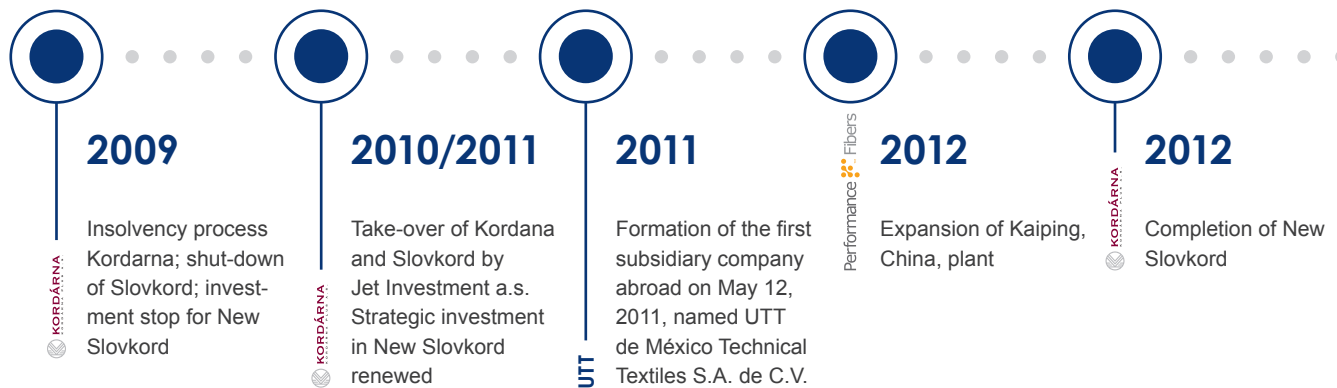 2009
KORDÁRNA
Insolvency process
Kordarna; shut-down
of Slovkord; invest-
ment stop for New
Slovkord
2010/2011
KORDÁRNA
Take-over of Kordana
and Slovkord by
Jet Investment a.s.
Strategic investment
in New Slovkord
renewed
2011
UTT
Formation of the first
subsidiary company
abroad on May 12,
2011, named UTT
de México Technical
Textiles S.A. de C.V.
2012
Performance Fibers
Expansion of Kaiping,
China, plant
2012
KORDÁRNA
Completion of New
Slovkord